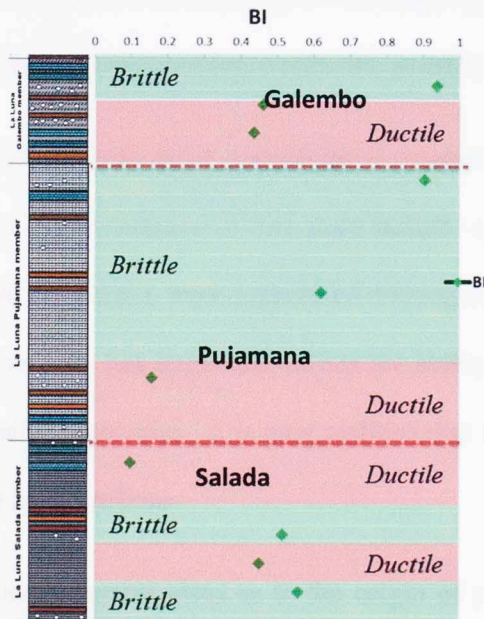 BI
0 0.1 0.2 0.3 0.4 0.5 0.6 0.7 0.8 0.9 1
La Luna
Galembo member
Brittle
Galembo
Ductile
La Luna Pujamana member
Brittle
BI
Pujamana
Ductile
La Luna Salada member
Salada
Ductile
Brittle
Ductile
Brittle